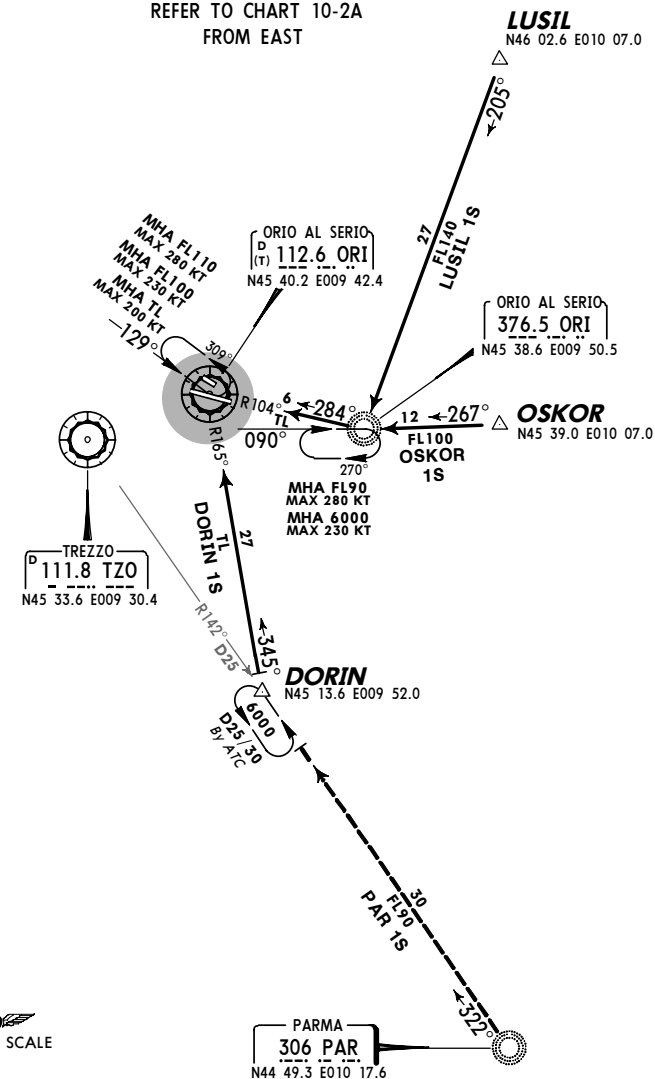 REFER TO CHART 10-2A
FROM EAST
LUSIL
N46 02.6 E010 07.0
205°
27
FL140
LUSIL 1S
MHA FL110
MAX 280 KT
MHA FL100
MAX 230 KT
MHA TL
MAX 200 KT
129°
309°
ORIO AL SERIO
D
(T) 112.6 ORI
N45 40.2 E009 42.4
ORIO AL SERIO
376.5 ORI
N45 38.6 E009 50.5
R104°
6
284°
TL
090°
R165°
12
267°
FL100
OSKOR
1S
OSKOR
N45 39.0 E010 07.0
270°
MHA FL90
MAX 280 KT
MHA 6000
MAX 230 KT
TREZZO
D 111.8 TZO
N45 33.6 E009 30.4
27
TL
DORIN 1S
R142°
D25
345°
DORIN
N45 13.6 E009 52.0
6000
D25/30
By ATC
30
FL90
PAR 1S
322°
PARMA
306 PAR
N44 49.3 E010 17.6
SCALE